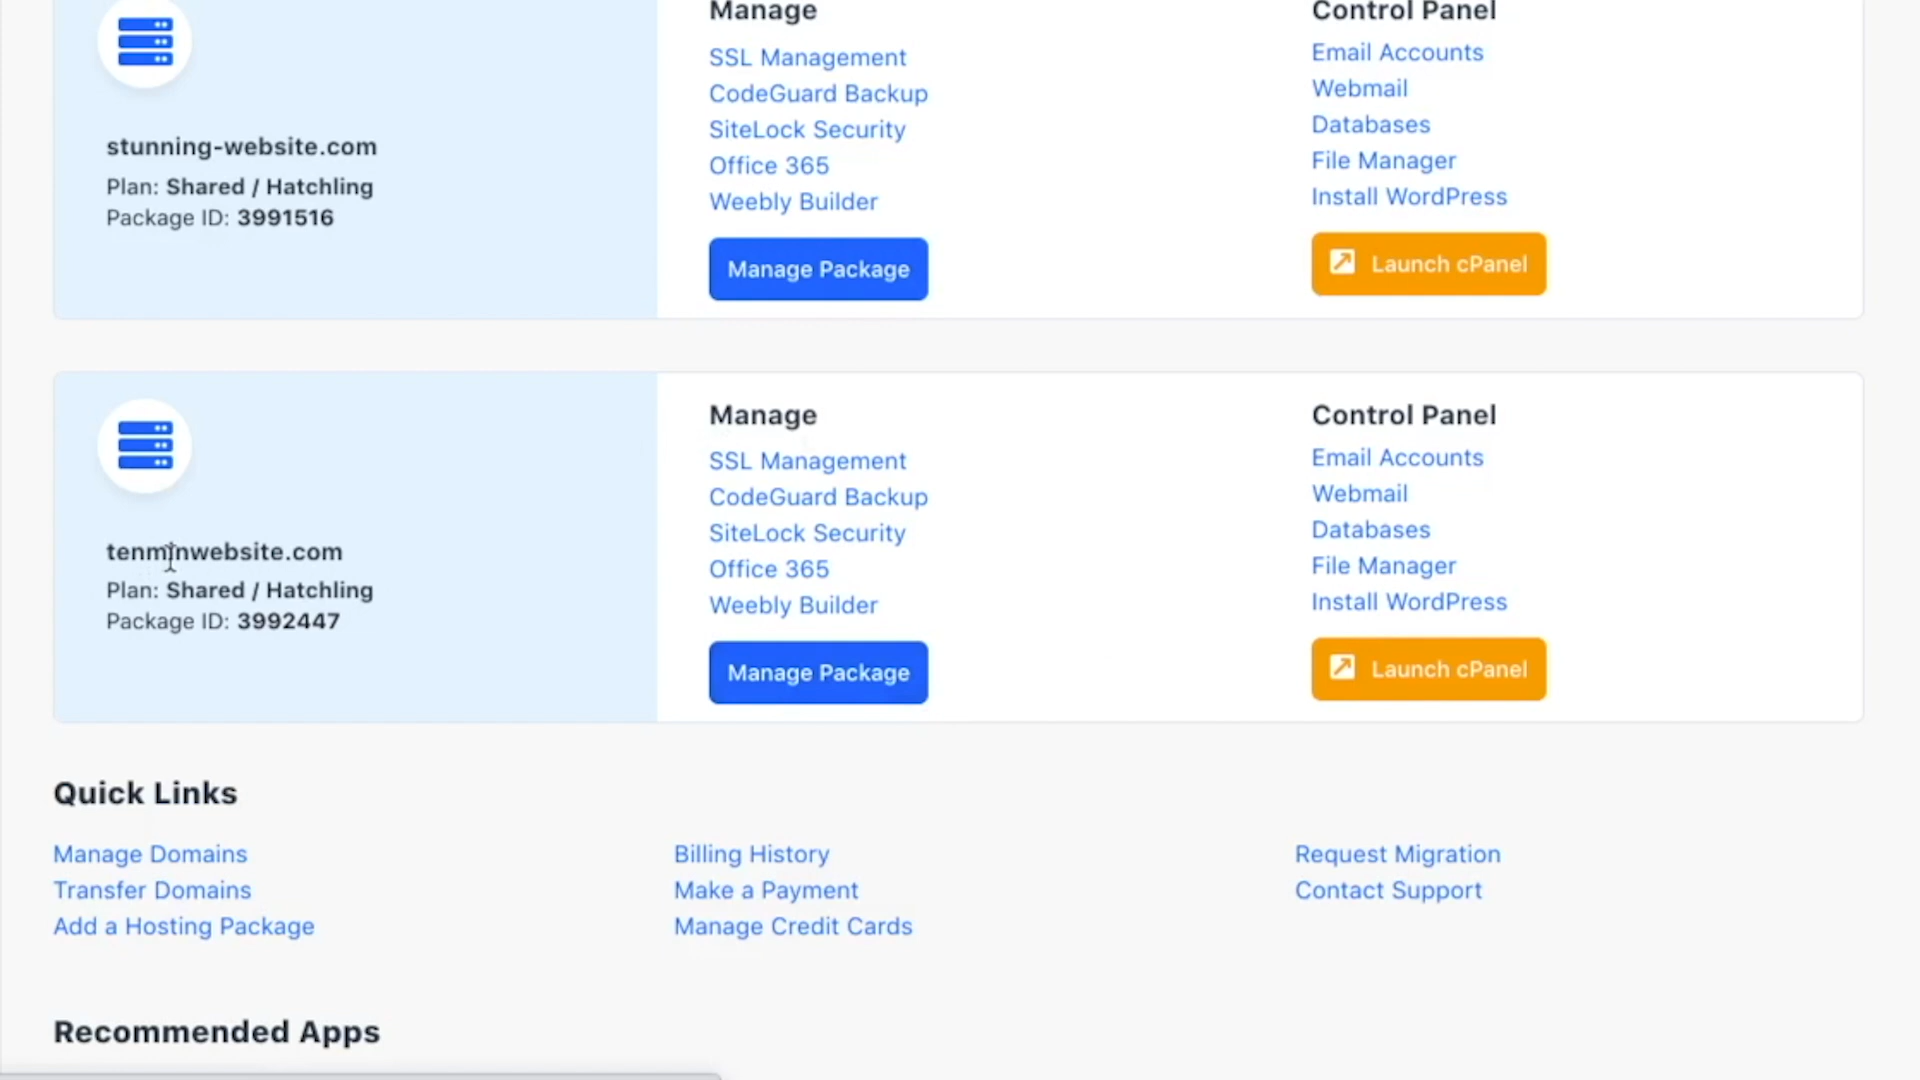 Manage
SSL Management
CodeGuard Backup
SiteLock Security
Office 365
Weebly Builder
Manage Package
Control Panel
Email Accounts
Webmail
Databases
File Manager
Install WordPress
Launch cPanel
stunning-website.com
Plan: Shared / Hatchling
Package ID: 3991516
tenminwebsite.com
Plan: Shared / Hatchling
Package ID: 3992447
Manage
SSL Management
CodeGuard Backup
SiteLock Security
Office 365
Weebly Builder
Manage Package
Control Panel
Email Accounts
Webmail
Databases
File Manager
Install WordPress
Launch cPanel
Quick Links
Manage Domains
Transfer Domains
Add a Hosting Package
Billing History
Make a Payment
Manage Credit Cards
Request Migration
Contact Support
Recommended Apps